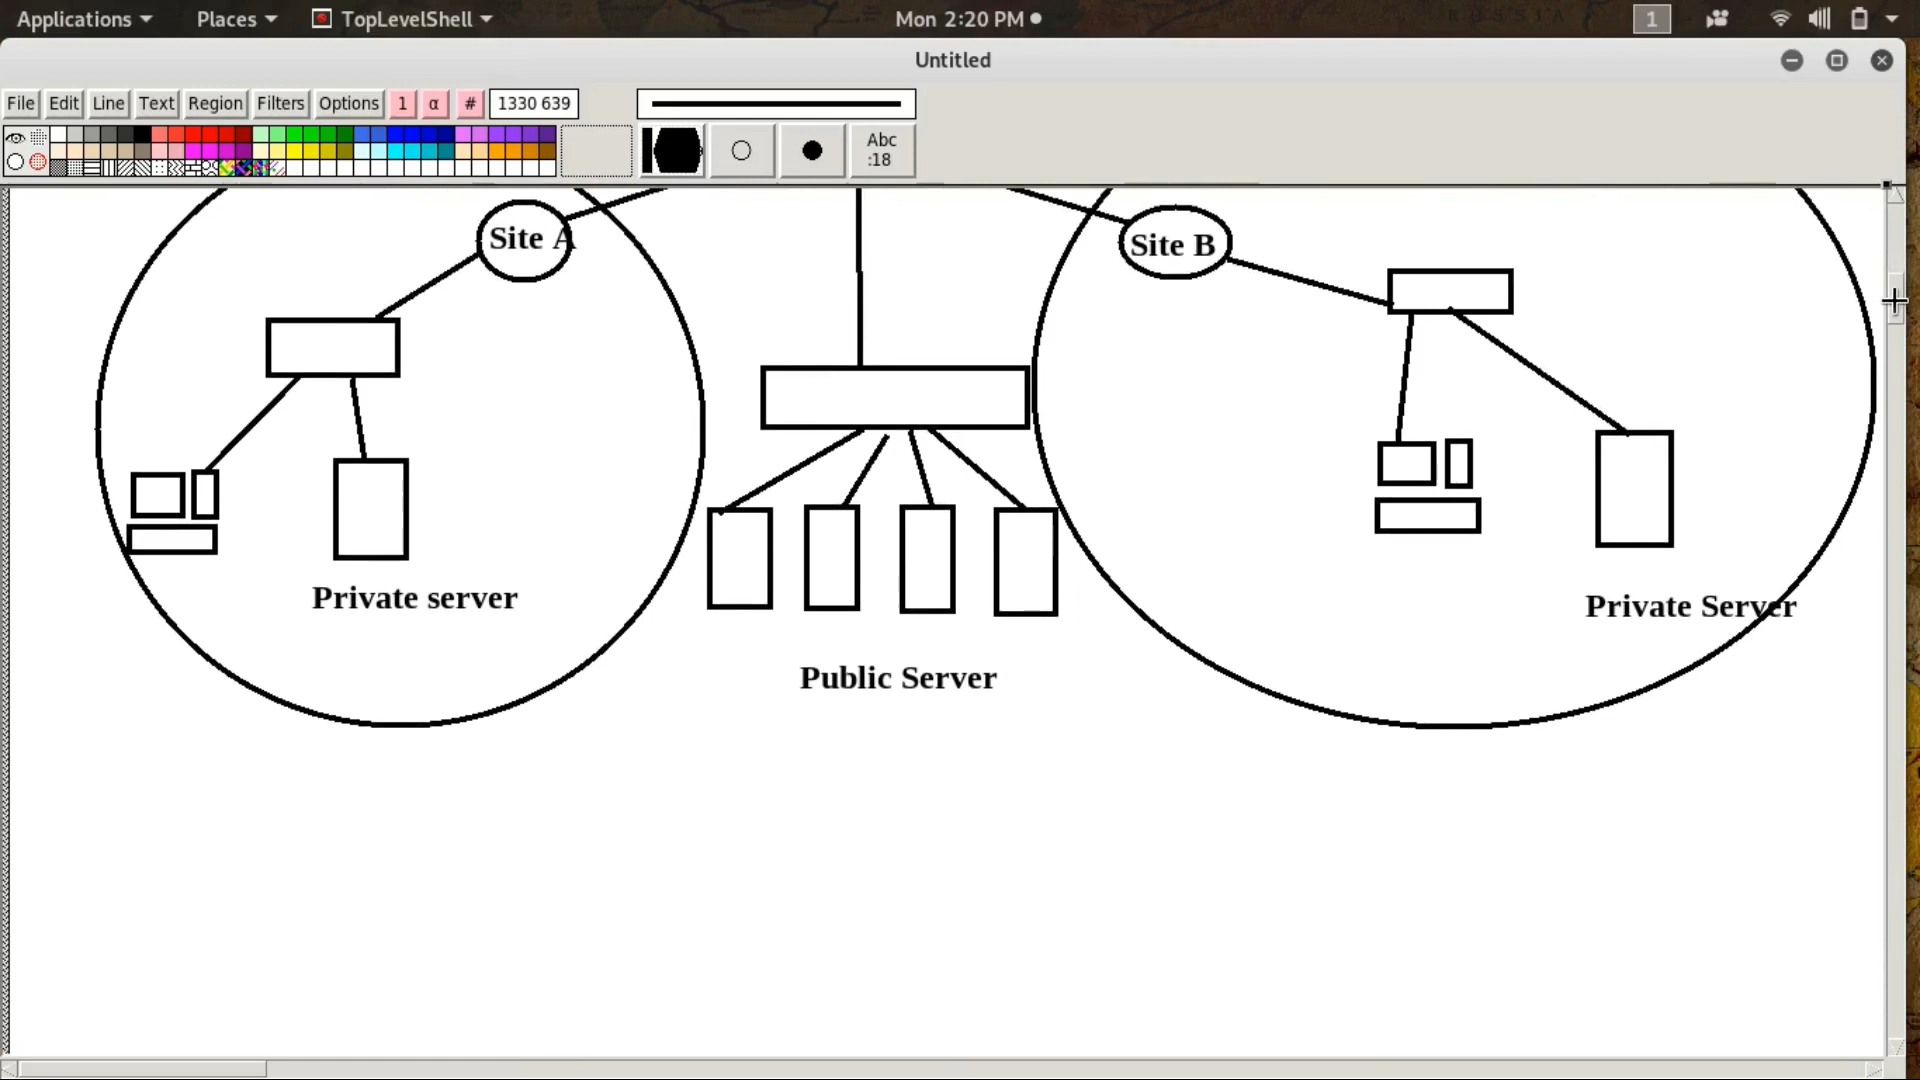 Applications Places TopLevelShell Mon 2:20 PM 1
Untitled
File Edit Line Text Region Filters Options 1 α # 1330 639
Abc
:18
Site A
Site B
Private server
Private Server
Public Server